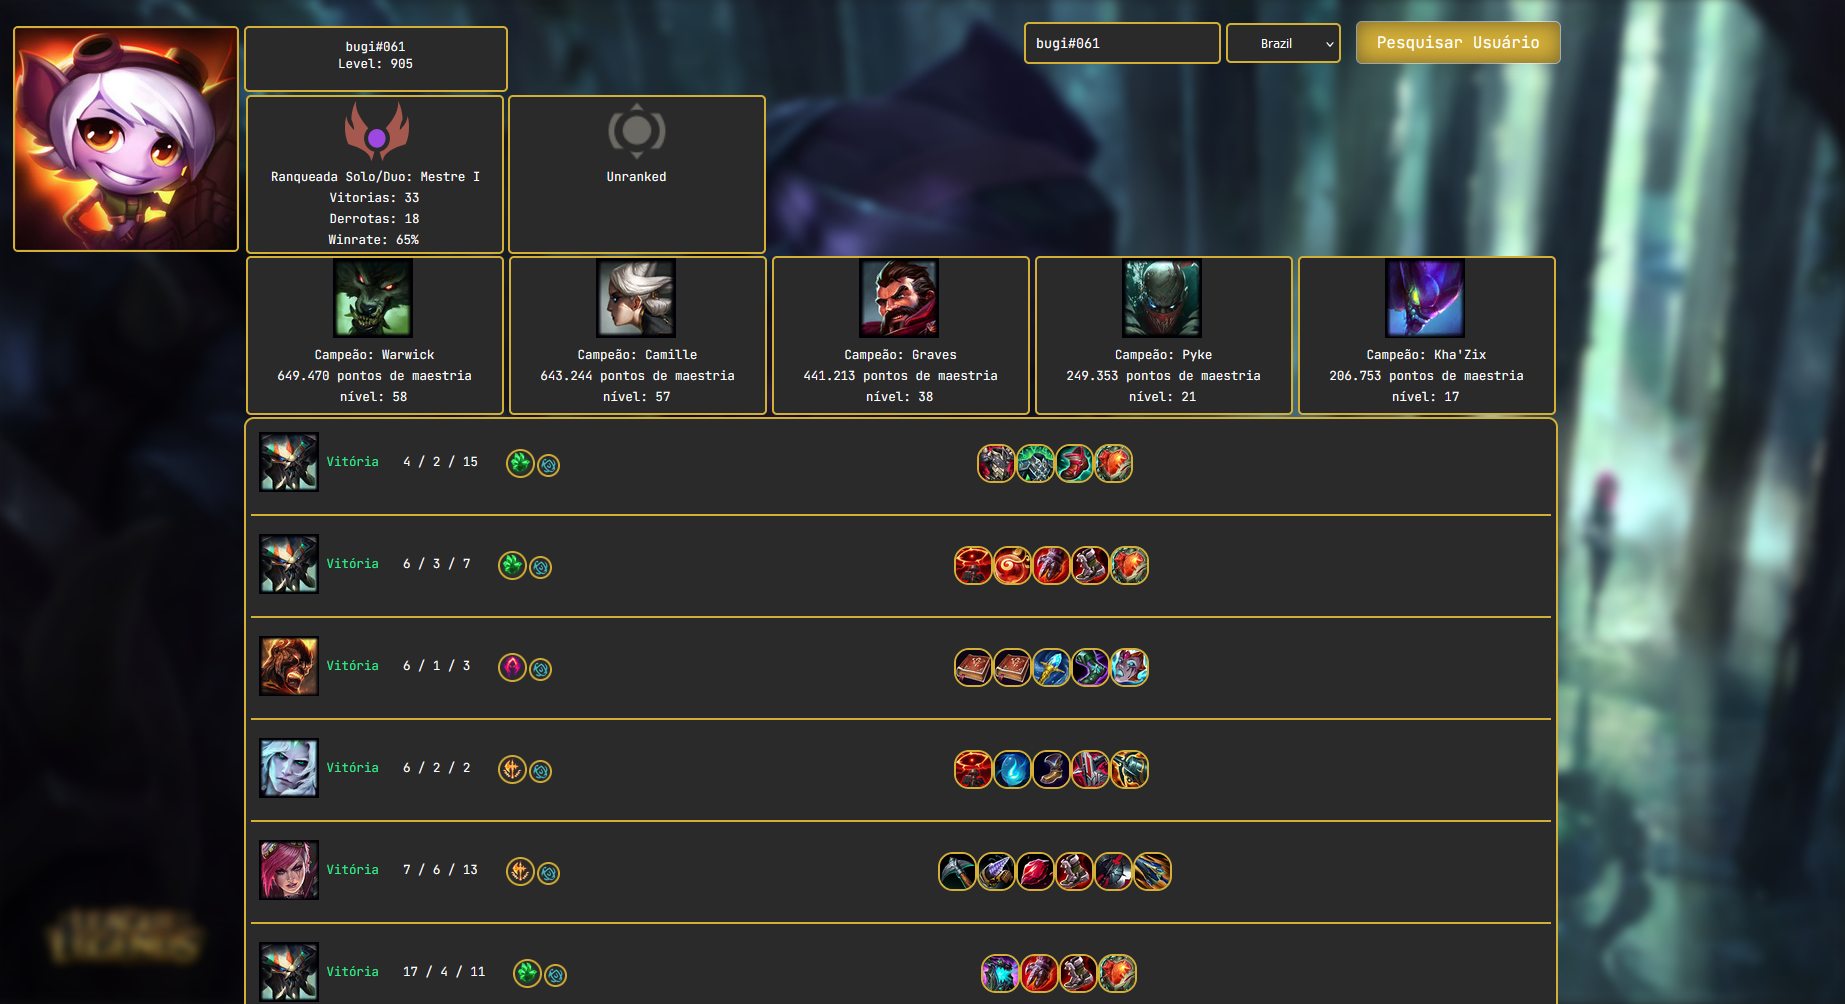 bugi#061
Level: 905
bugi#061
Brazil
Pesquisar Usuário
Ranqueada Solo/Duo: Mestre I
Vitorias: 33
Derrotas: 18
Winrate: 65%
Unranked
Campeão: Warwick
649.470 pontos de maestria
nível: 58
Campeão: Camille
643.244 pontos de maestria
nível: 57
Campeão: Graves
441.213 pontos de maestria
nível: 38
Campeão: Pyke
249.353 pontos de maestria
nível: 21
Campeão: Kha'Zix
206.753 pontos de maestria
nível: 17
Vitória 4 / 2 / 15
Vitória 6 / 3 / 7
Vitória 6 / 1 / 3
Vitória 6 / 2 / 2
Vitória 7 / 6 / 13
Vitória 17 / 4 / 11
LEAGUE OF
LEGENDS